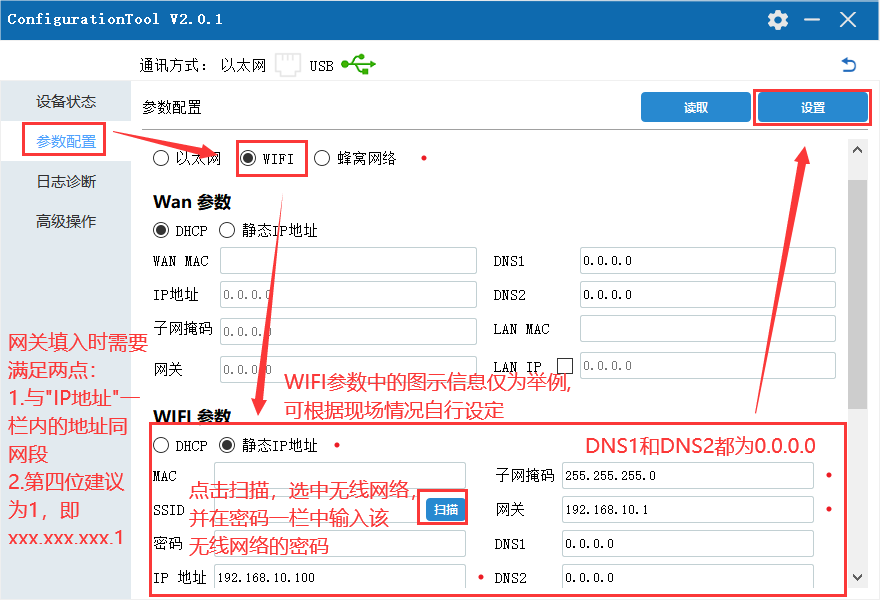 ConfigurationTool V2.0.1
通讯方式： 以太网 USB
设备状态
参数配置
日志诊断
高级操作
参数配置 读取 设置
以太网 WIFI 蜂窝网络
Wan 参数
DHCP 静态IP地址
WAN MAC DNS1 0.0.0.0
IP地址 0.0.0.0 DNS2 0.0.0.0
子网掩码 0.0.0.0 LAN MAC
网关 0.0.0.0 LAN IP 0.0.0.0
网关填入时需要
满足两点：
1.与"IP地址"一
栏内的地址同
网段
2.第四位建议
为1，即
xxx.xxx.xxx.1
WIFI参数中的图示信息仅为举例,
可根据现场情况自行设定
WIFI 参数
DHCP 静态IP地址
DNS1和DNS2都为0.0.0.0
MAC 子网掩码 255.255.255.0
SSID 扫描 网关 192.168.10.1
点击扫描，选中无线网络，
并在密码一栏中输入该
无线网络的密码
密码 DNS1 0.0.0.0
IP 地址 192.168.10.100 DNS2 0.0.0.0